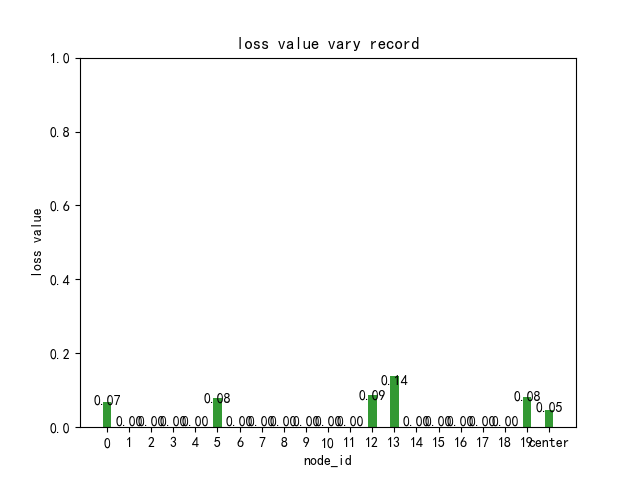 loss value vary record
1.0
0.8
0.6
0.4
0.2
0.0
loss value
0.07 0.00 0.00 0.00 0.00 0.08 0.00 0.00 0.00 0.00 0.00 0.00 0.09 0.14 0.00 0.00 0.00 0.00 0.00 0.08 0.05
0 1 2 3 4 5 6 7 8 9 10 11 12 13 14 15 16 17 18 19 center
node_id